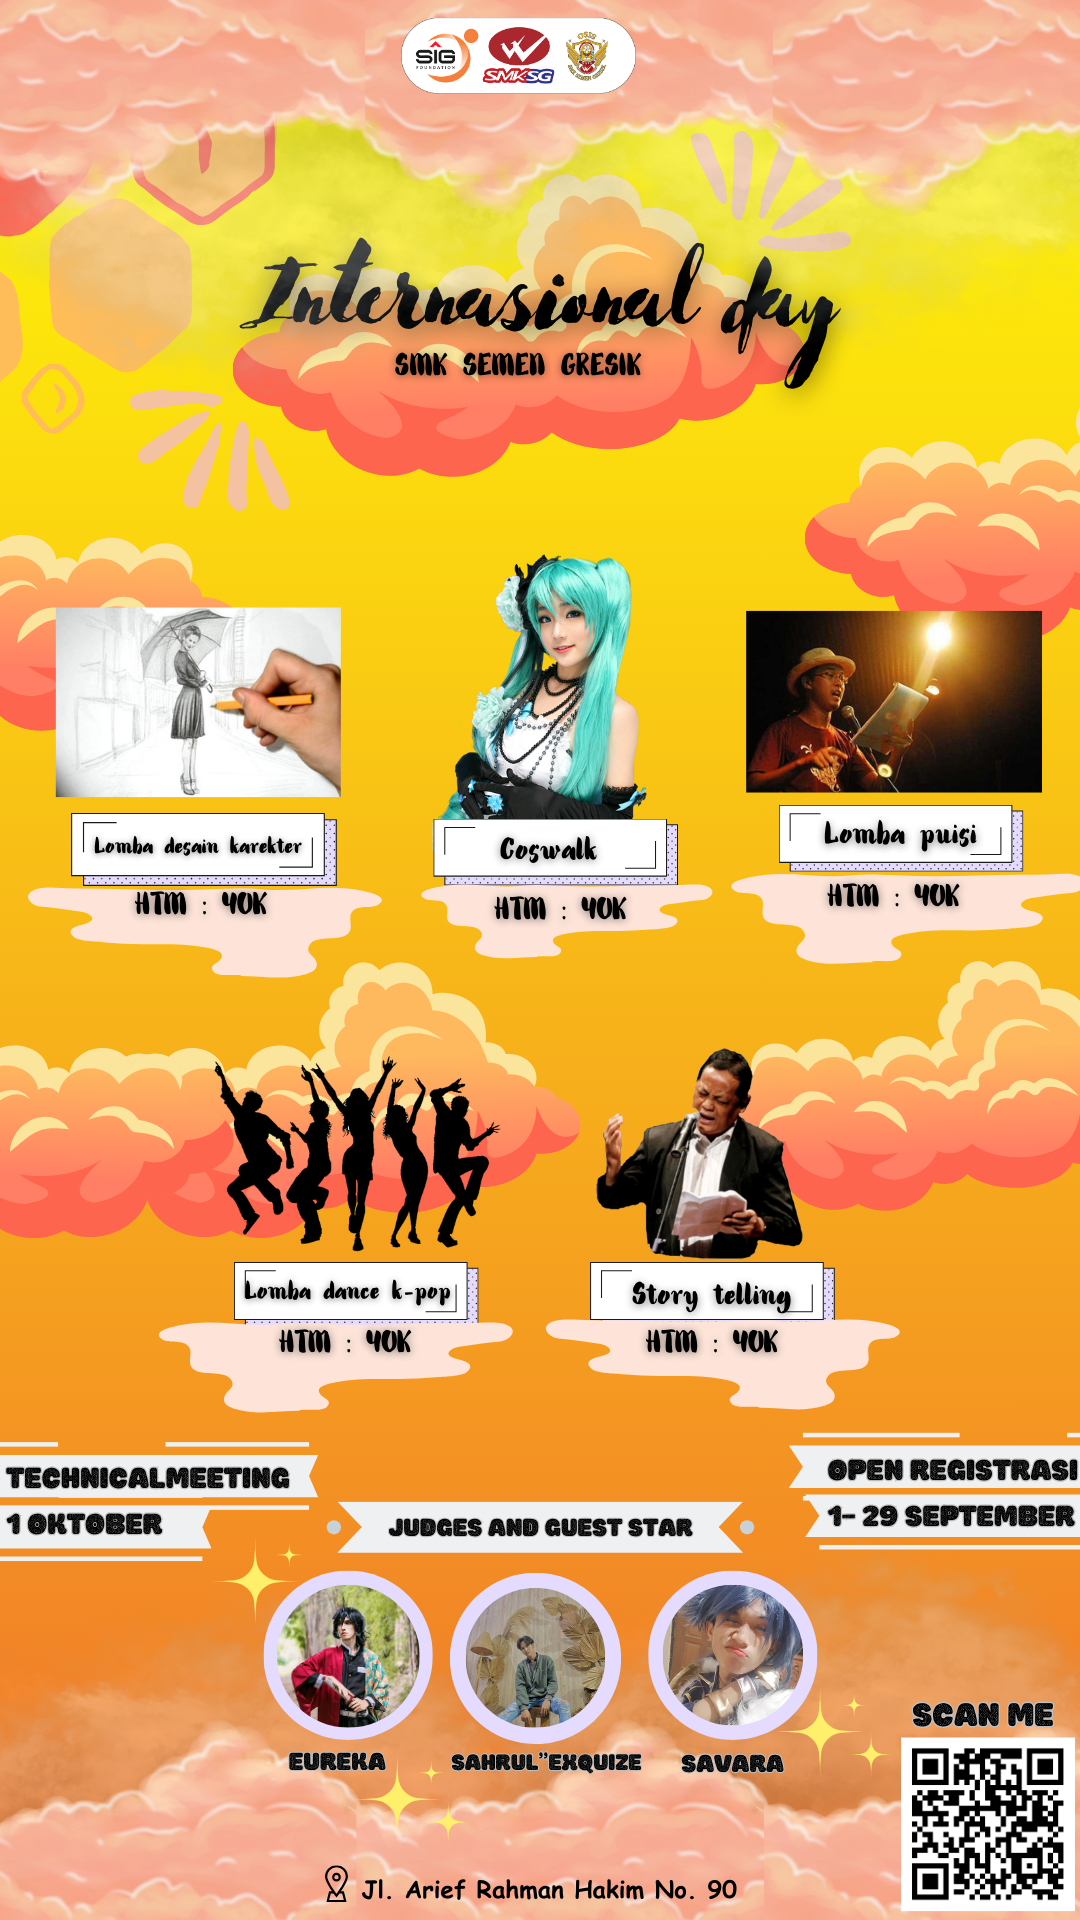 SIG
FOUNDATION
SMKSG
OSIS
Internasional day
SMK SEMEN GRESIK
Lomba desain karekter
HTM : 40K
Coswalk
HTM : 40K
Lomba puisi
HTM : 40K
Lomba dance k-pop
HTM : 40K
Story telling
HTM : 40K
TECHNICALMEETING
1 OKTOBER
OPEN REGISTRASI
1- 29 SEPTEMBER
JUDGES AND GUEST STAR
EUREKA
SAHRUL"EXQUIZE
SAVARA
SCAN ME
Jl. Arief Rahman Hakim No. 90